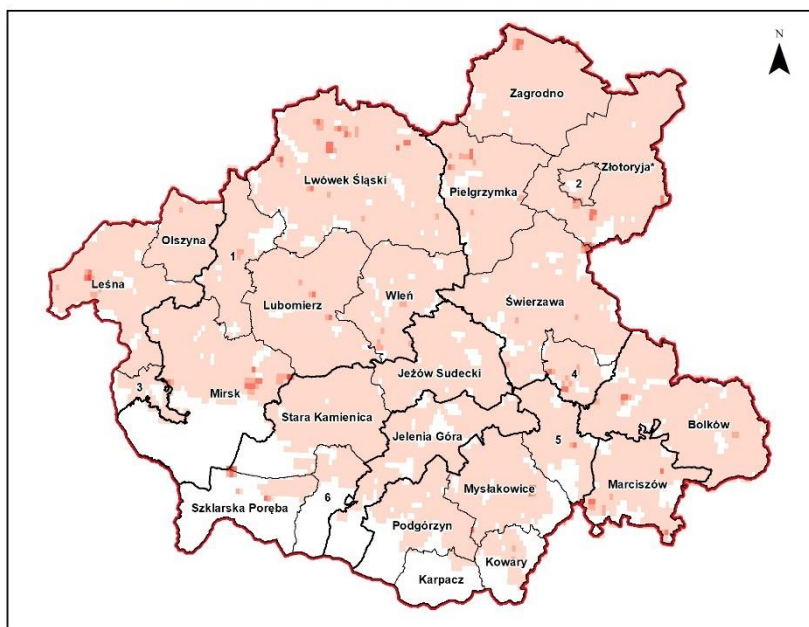 N
Zagrodno
Złotoryja*
Lwówek Śląski
Pielgrzymka
2
Olszyna
1
Leśna
Lubomierz
Wleń
Świerzawa
3
Mirsk
Jeżów Sudecki
4
Stara Kamienica
Bolków
Jelenia Góra
5
Mysłakowice
Marciszów
Szklarska Poręba
6
Podgórzyn
Kowary
Karpacz